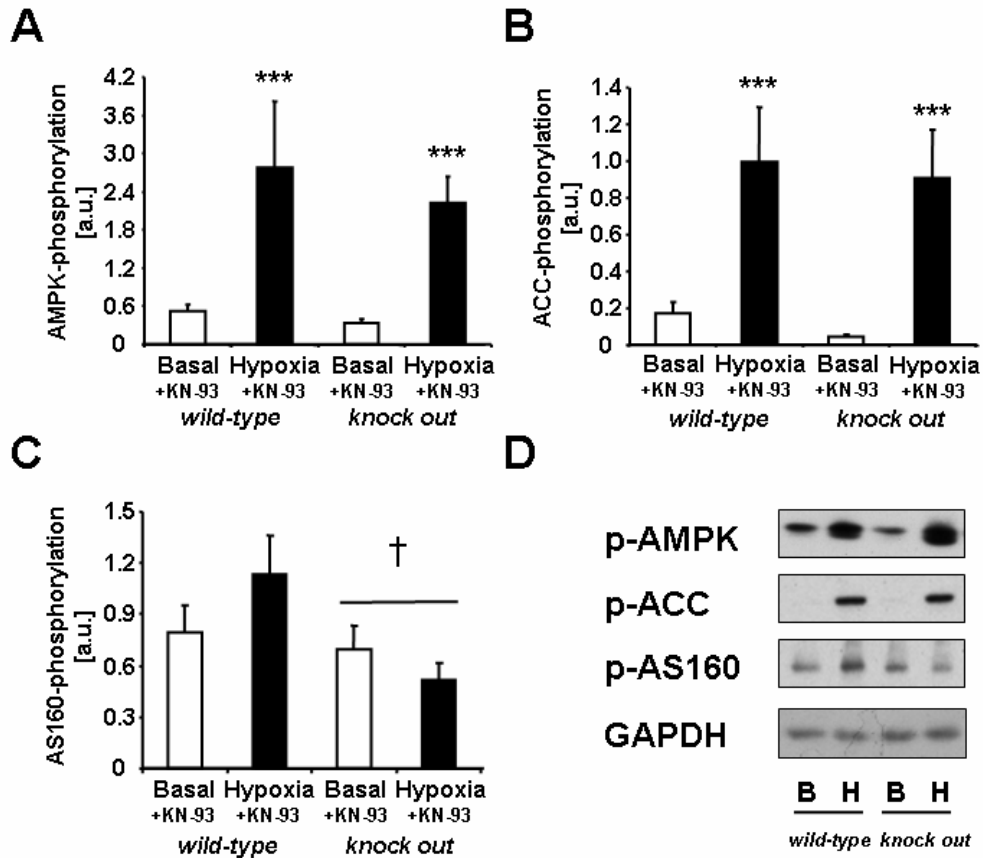 A
AMPK-phosphorylation
[a.u.]
4.2
3.6
3.0
2.4
1.8
1.2
0.6
0
***
***
Basal Hypoxia Basal Hypoxia
+KN-93 +KN-93 +KN-93 +KN-93
wild-type knock out
B
ACC-phosphorylation
[a.u.]
1.4
1.2
1.0
0.8
0.6
0.4
0.2
0
***
***
Basal Hypoxia Basal Hypoxia
+KN-93 +KN-93 +KN-93 +KN-93
wild-type knock out
C
AS160-phosphorylation
[a.u.]
1.5
1.2
0.9
0.6
0.3
0
†
Basal Hypoxia Basal Hypoxia
+KN-93 +KN-93 +KN-93 +KN-93
wild-type knock out
D
p-AMPK
p-ACC
p-AS160
GAPDH
B H B H
wild-type knock out